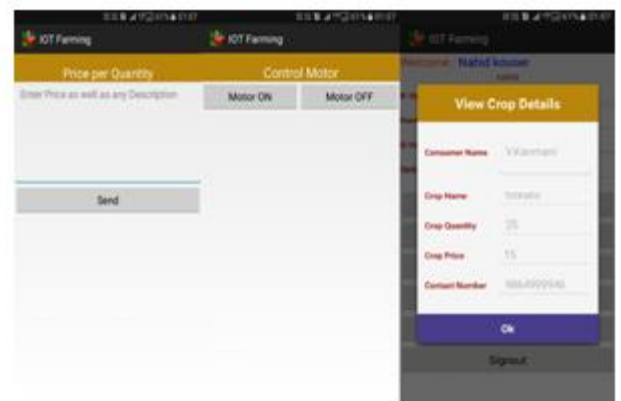 IOT Farming
Price per Quantity
Enter Price as well as any Description
Send
IOT Farming
Control Motor
Motor ON Motor OFF
IOT Farming
Welcome Nahid kouser
View Crop Details
Consumer Name
Crop Name tomato
Crop Quantity 25
Crop Price 15
Contact Number
Ok
Signout